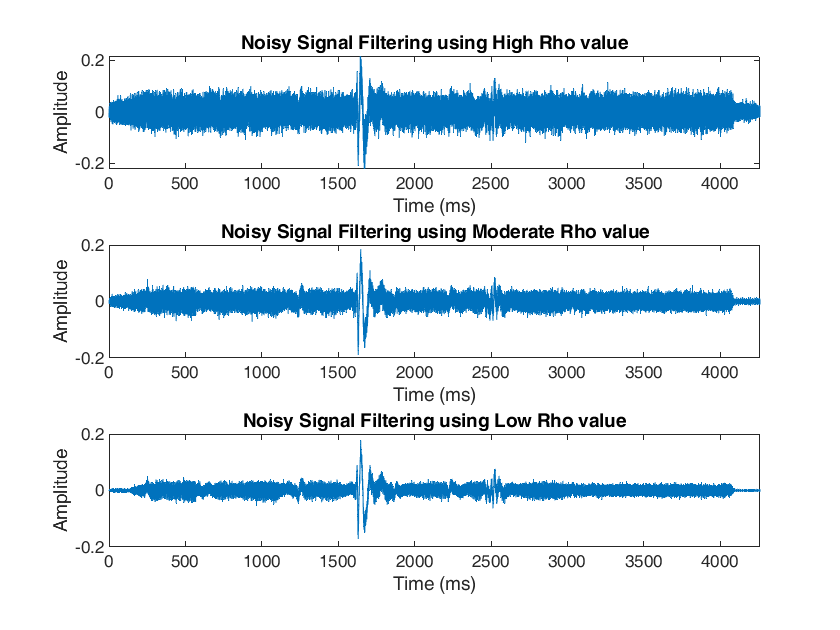 Noisy Signal Filtering using High Rho value
0.2
0
-0.2
Amplitude
0 500 1000 1500 2000 2500 3000 3500 4000
Time (ms)
Noisy Signal Filtering using Moderate Rho value
0.2
0
-0.2
Amplitude
0 500 1000 1500 2000 2500 3000 3500 4000
Time (ms)
Noisy Signal Filtering using Low Rho value
0.2
0
-0.2
Amplitude
0 500 1000 1500 2000 2500 3000 3500 4000
Time (ms)